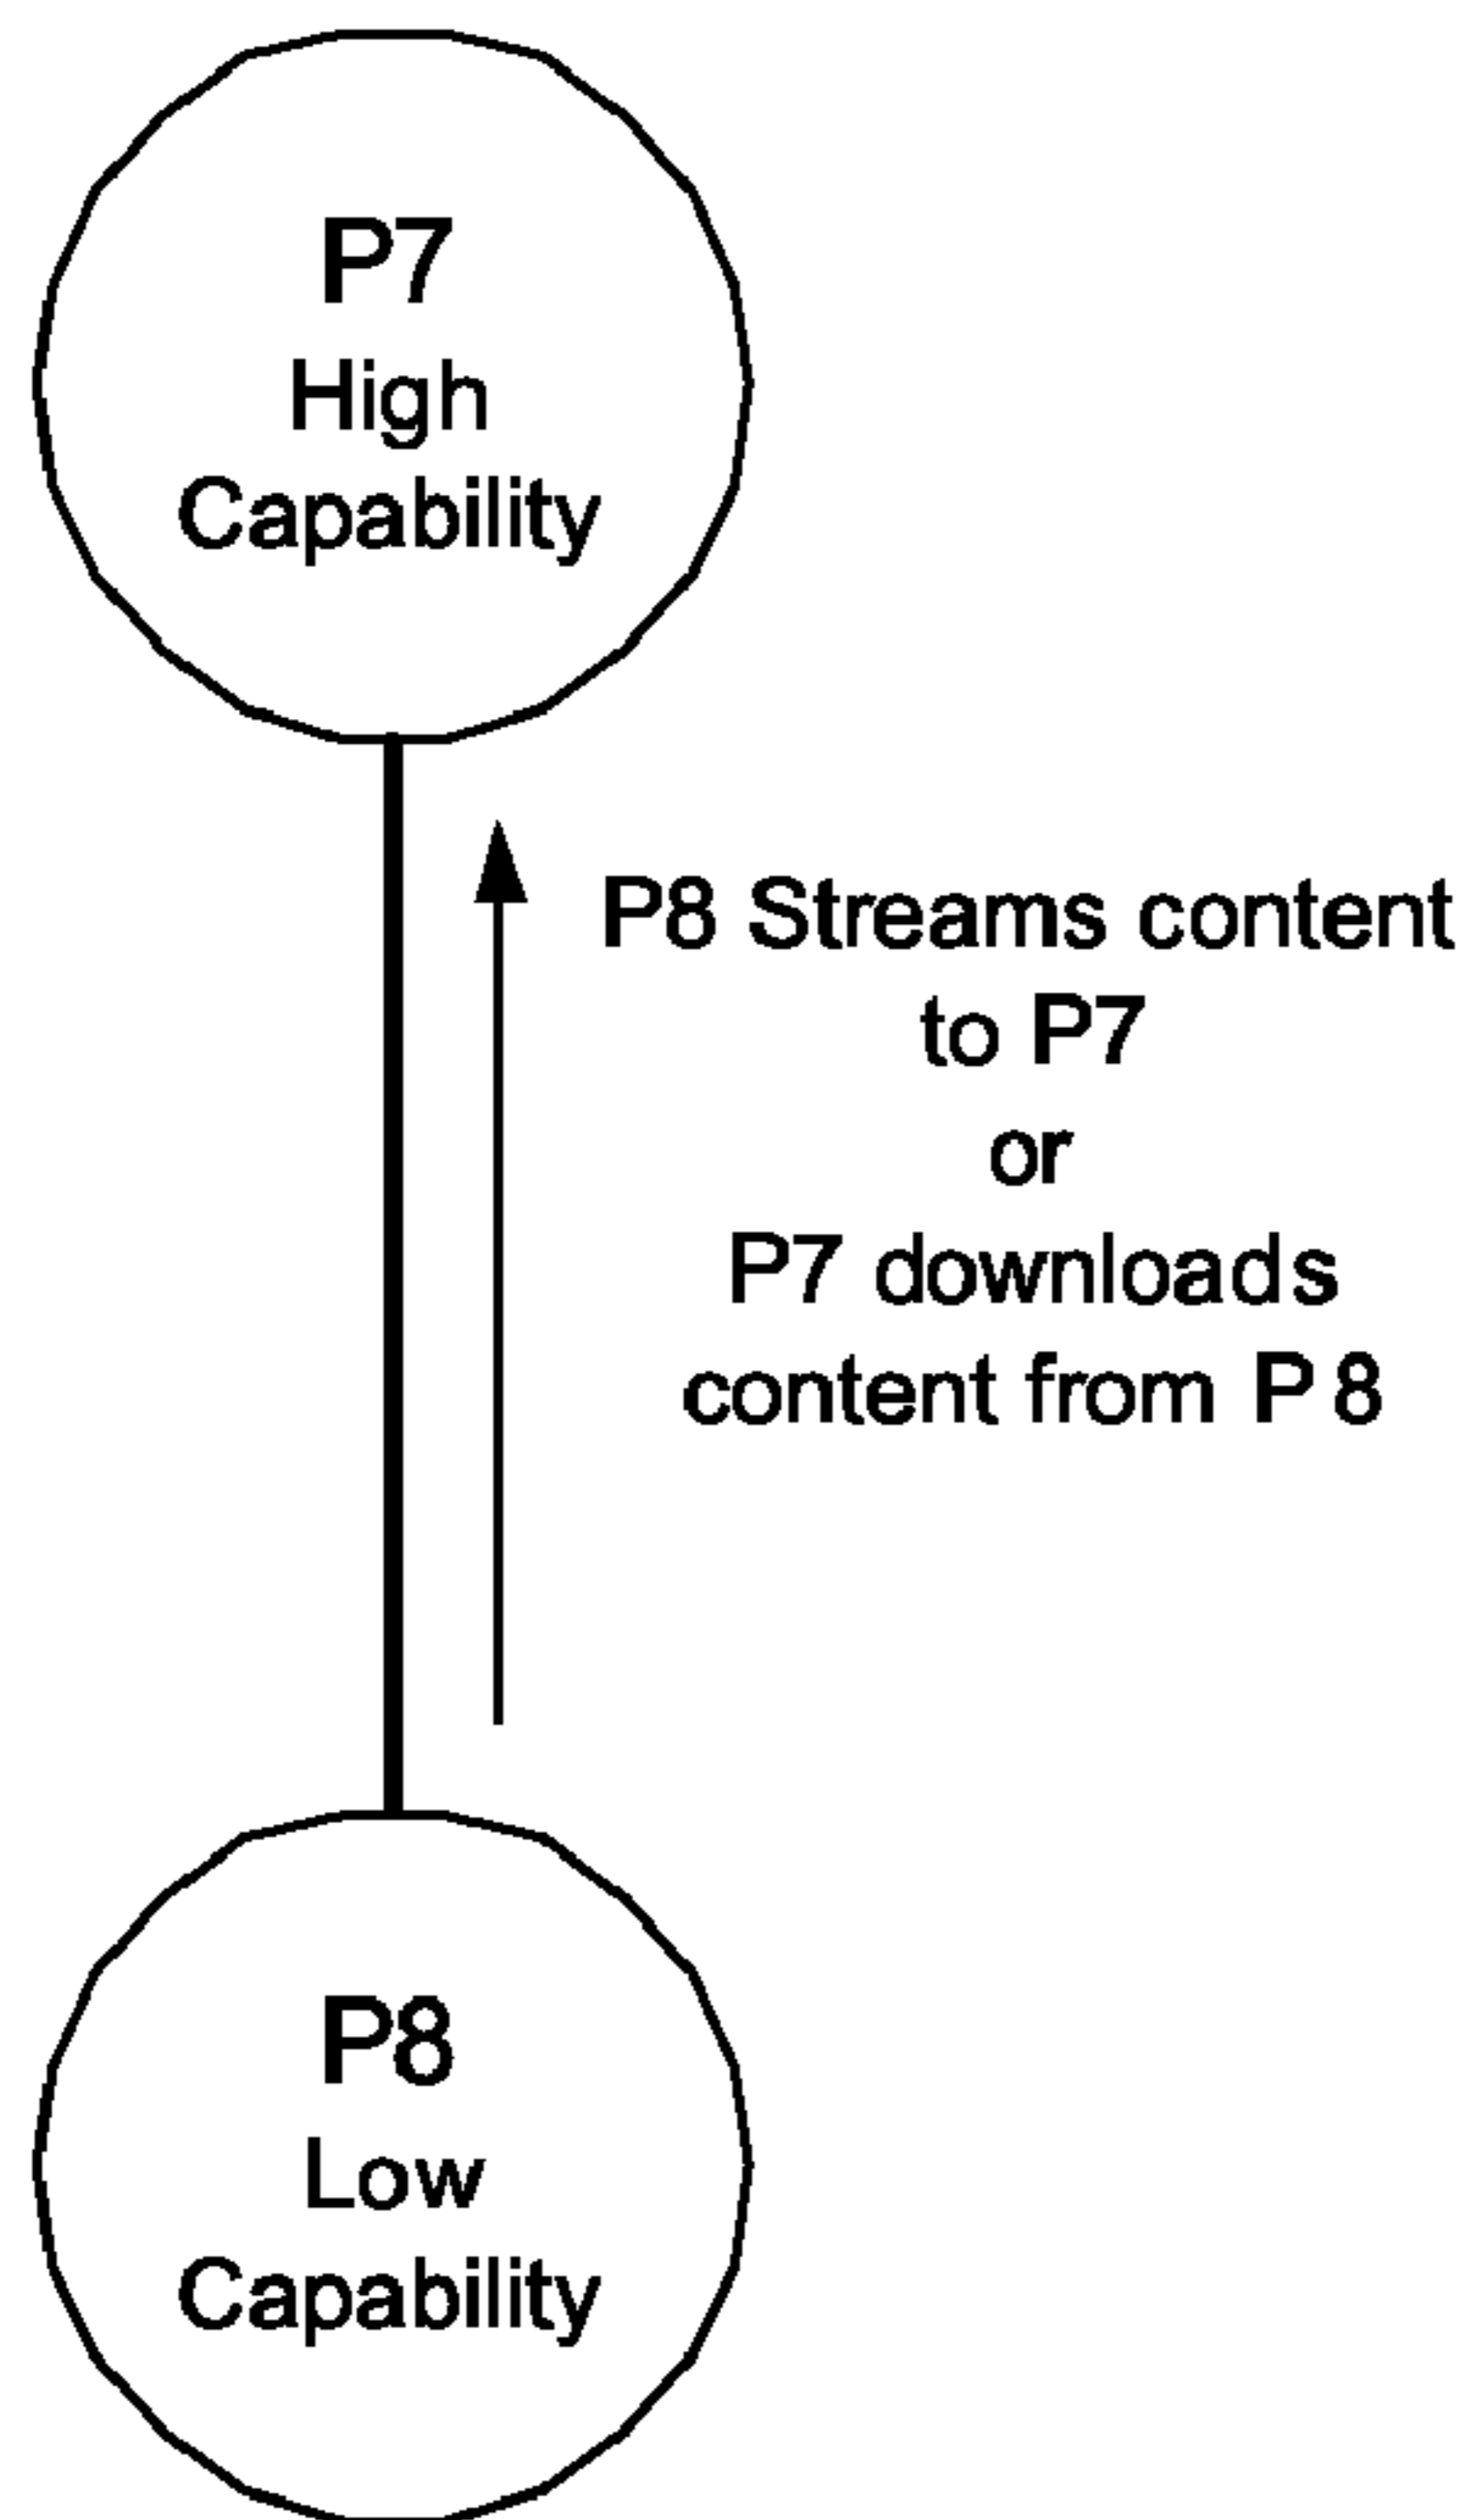 P7
High
Capability
P8 Streams content
to P7
or
P7 downloads
content from P 8
P8
Low
Capability